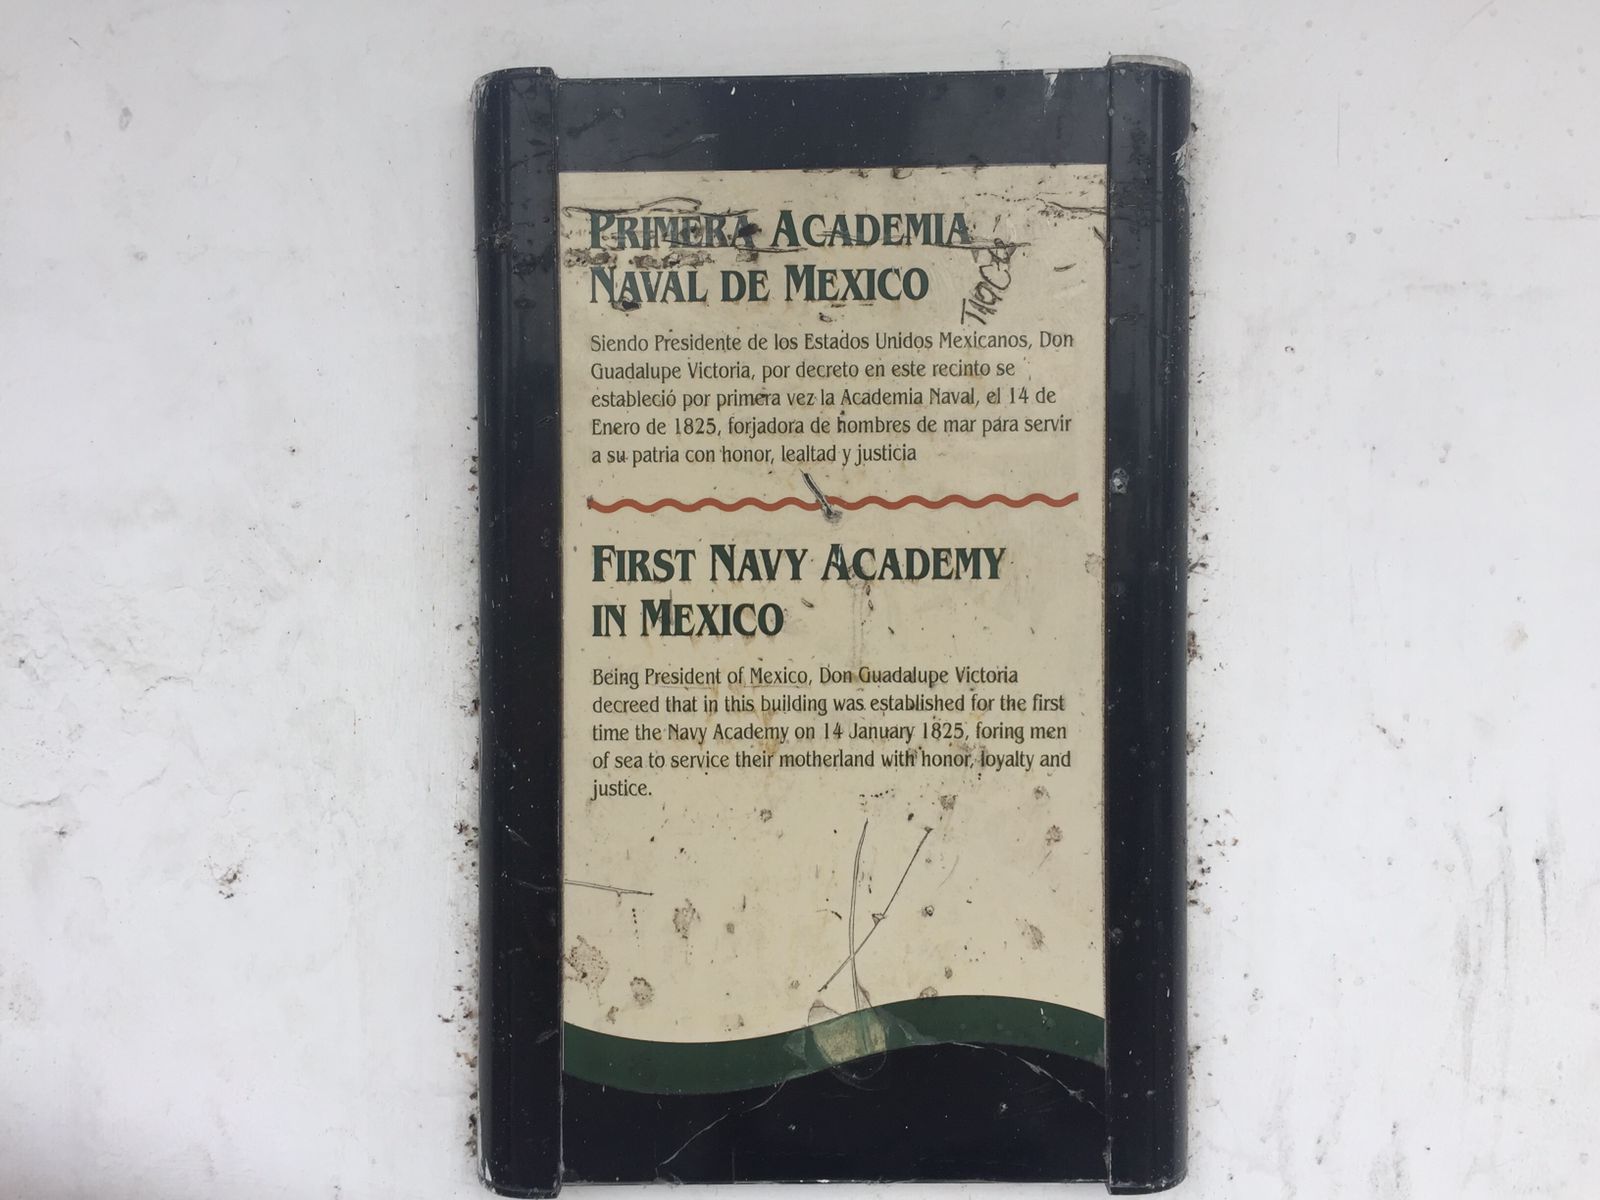 PRIMERA ACADEMIA
NAVAL DE MEXICO
Siendo Presidente de los Estados Unidos Mexicanos, Don
Guadalupe Victoria, por decreto en este recinto se
estableció por primera vez la Academia Naval, el 14 de
Enero de 1825, forjadora de hombres de mar para servir
a su patria con honor, lealtad y justicia
FIRST NAVY ACADEMY
IN MEXICO
Being President of Mexico, Don Guadalupe Victoria
decreed that in this building was established for the first
time the Navy Academy on 14 January 1825, foring men
of sea to service their motherland with honor, loyalty and
justice.